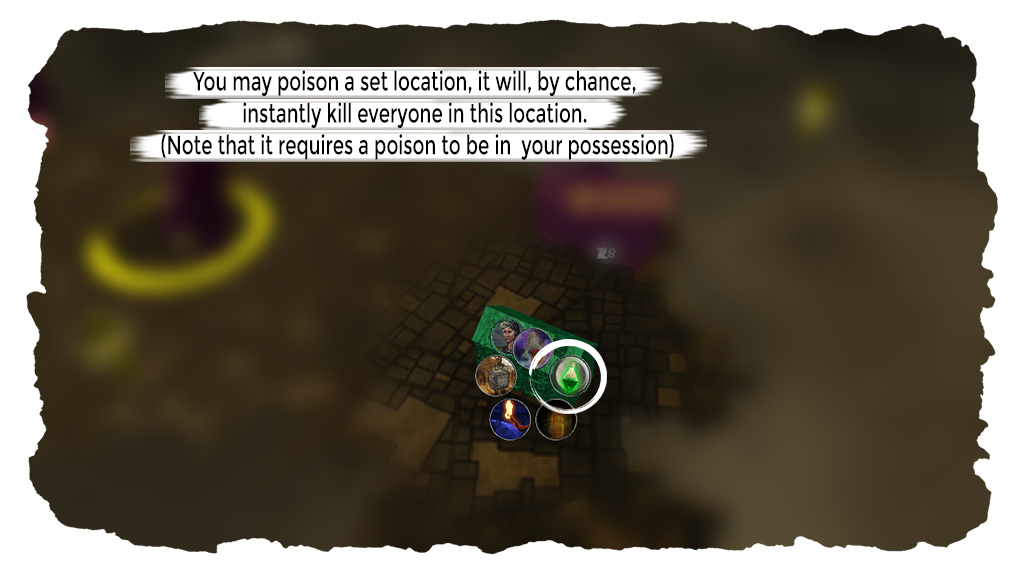 You may poison a set location, it will, by chance,
instantly kill everyone in this location.
(Note that it requires a poison to be in your possession)